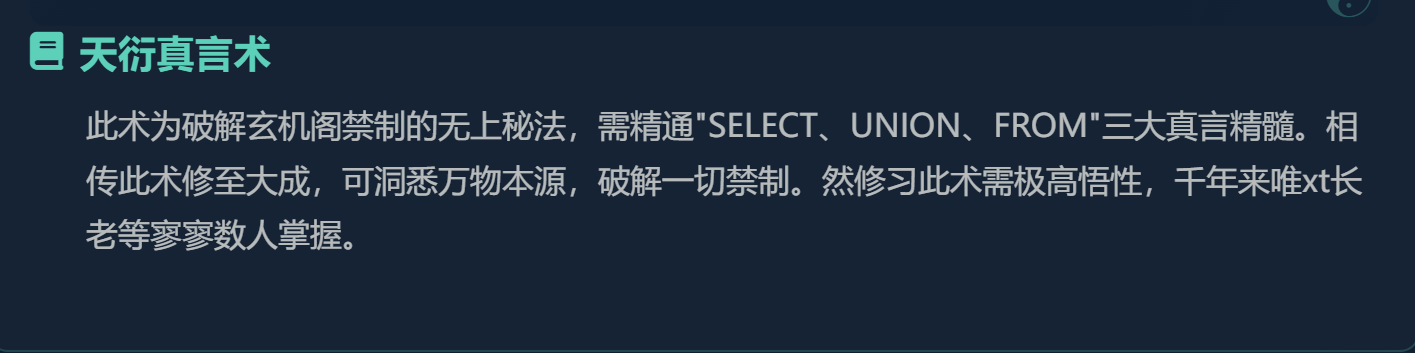 天衍真言术
此术为破解玄机阁禁制的无上秘法，需精通"SELECT、UNION、FROM"三大真言精髓。相
传此术修至大成，可洞悉万物本源，破解一切禁制。然修习此术需极高悟性，千年来唯xt长
老等寥寥数人掌握。